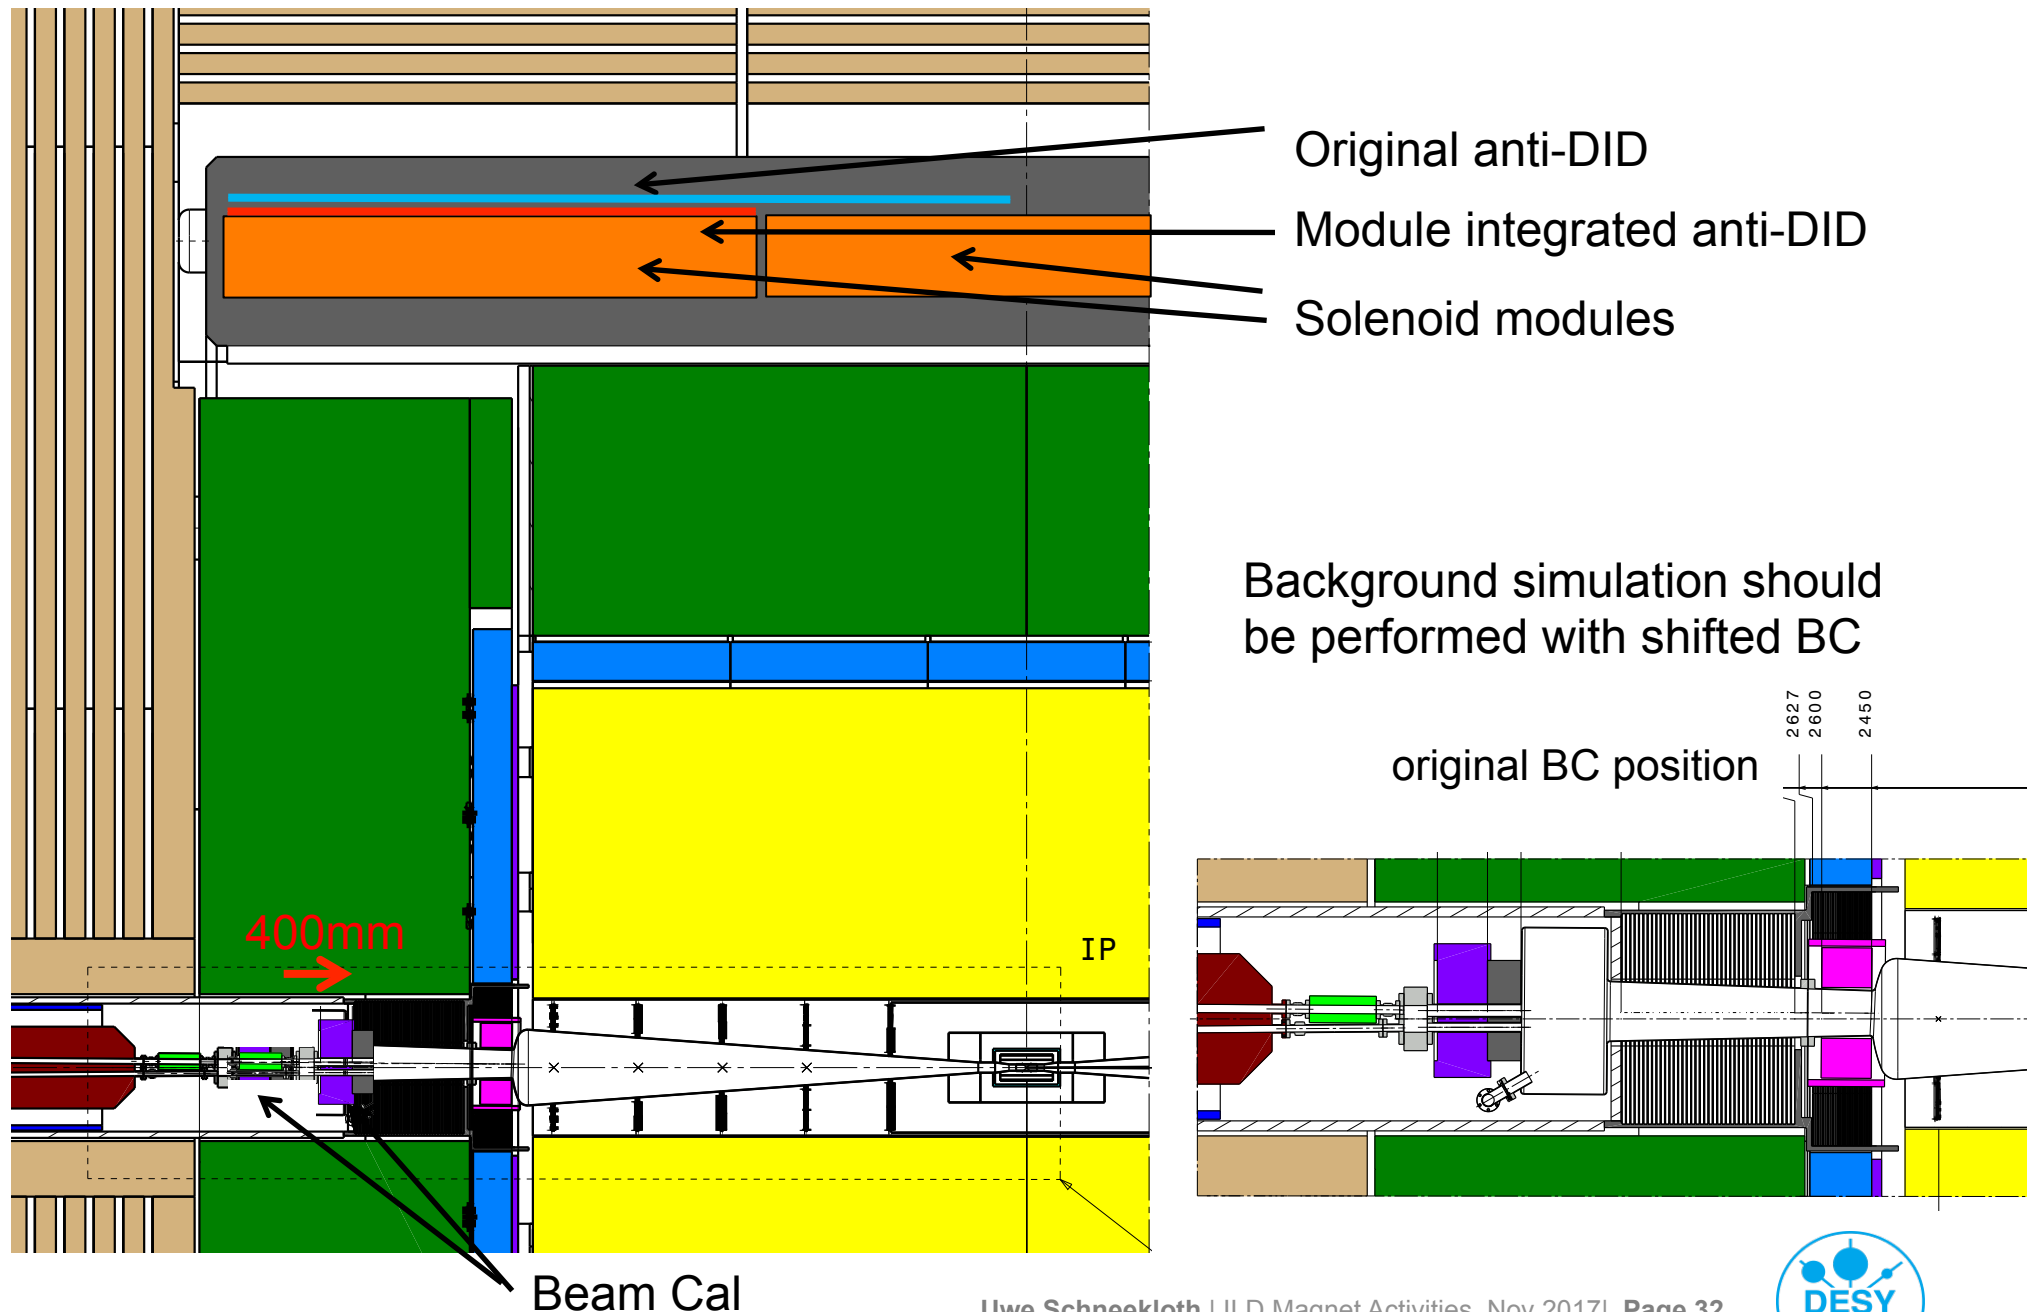 Original anti-DID
Module integrated anti-DID
Solenoid modules
Background simulation should
be performed with shifted BC
2627
2600
2450
original BC position
400mm
IP
Beam Cal
Uwe Schneekloth | ILD Magnet Activities, Nov 2017| Page 32
DESY